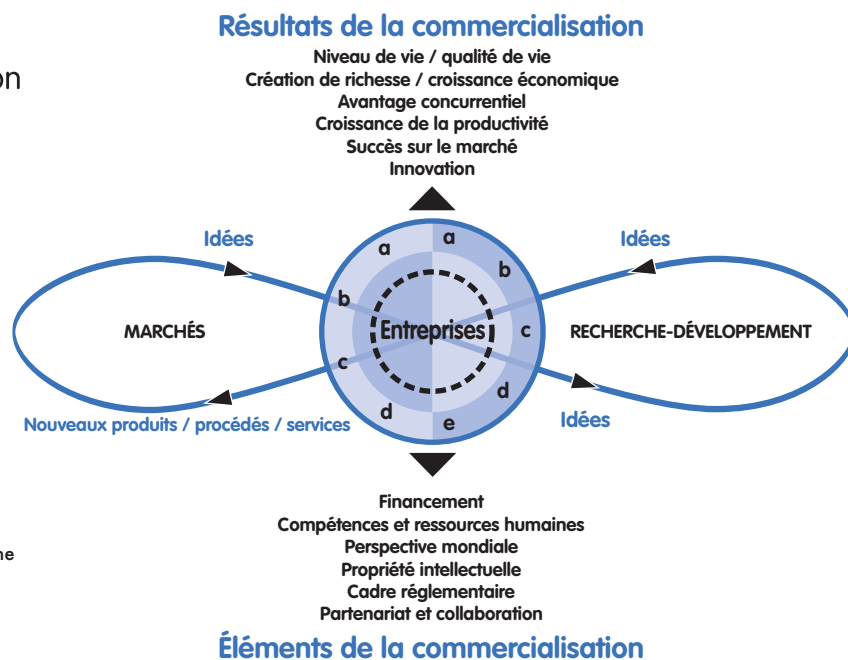 Résultats de la commercialisation
Niveau de vie / qualité de vie
on
Création de richesse / croissance économique
Avantage concurrentiel
Croissance de la productivité
Succès sur le marché
Innovation
Idées
Idées
a
a
b
b
MARCHÉS
Entreprises
c
RECHERCHE-DÉVELOPPEMENT
c
d
d
e
Nouveaux produits / procédés / services
Idées
Financement
Compétences et ressources humaines
Perspective mondiale
ne
Propriété intellectuelle
Cadre réglementaire
Partenariat et collaboration
Éléments de la commercialisation